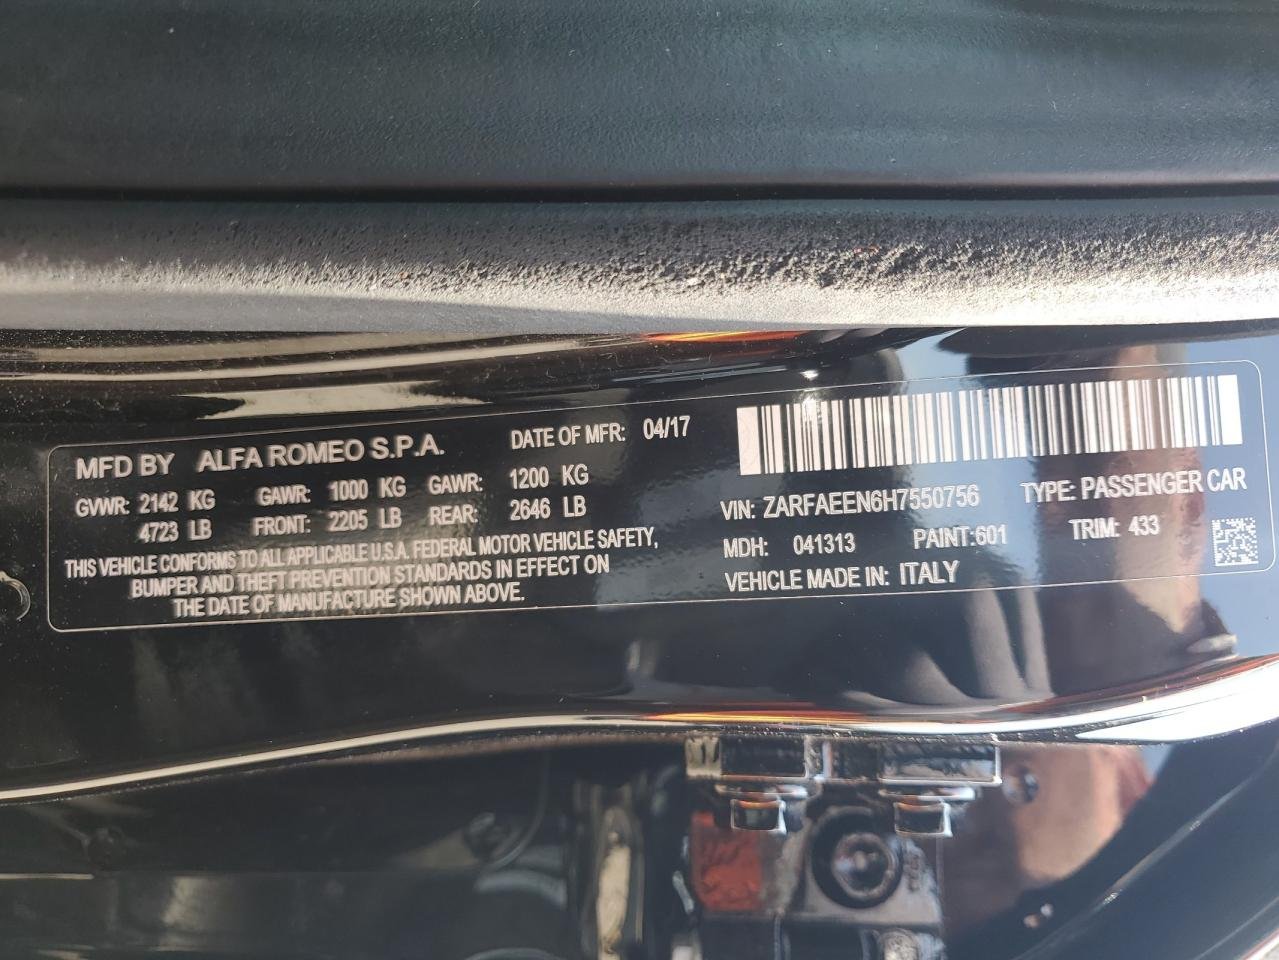 MFD BY ALFA ROMEO S.P.A. DATE OF MFR: 04/17
GVWR: 2142 KG GAWR: 1000 KG GAWR: 1200 KG
4723 LB FRONT: 2205 LB REAR: 2646 LB
THIS VEHICLE CONFORMS TO ALL APPLICABLE U.S.A. FEDERAL MOTOR VEHICLE SAFETY,
BUMPER AND THEFT PREVENTION STANDARDS IN EFFECT ON
THE DATE OF MANUFACTURE SHOWN ABOVE.
VIN: ZARFAEEN6H7550756 TYPE: PASSENGER CAR
MDH: 041313 PAINT:601 TRIM: 433
VEHICLE MADE IN: ITALY